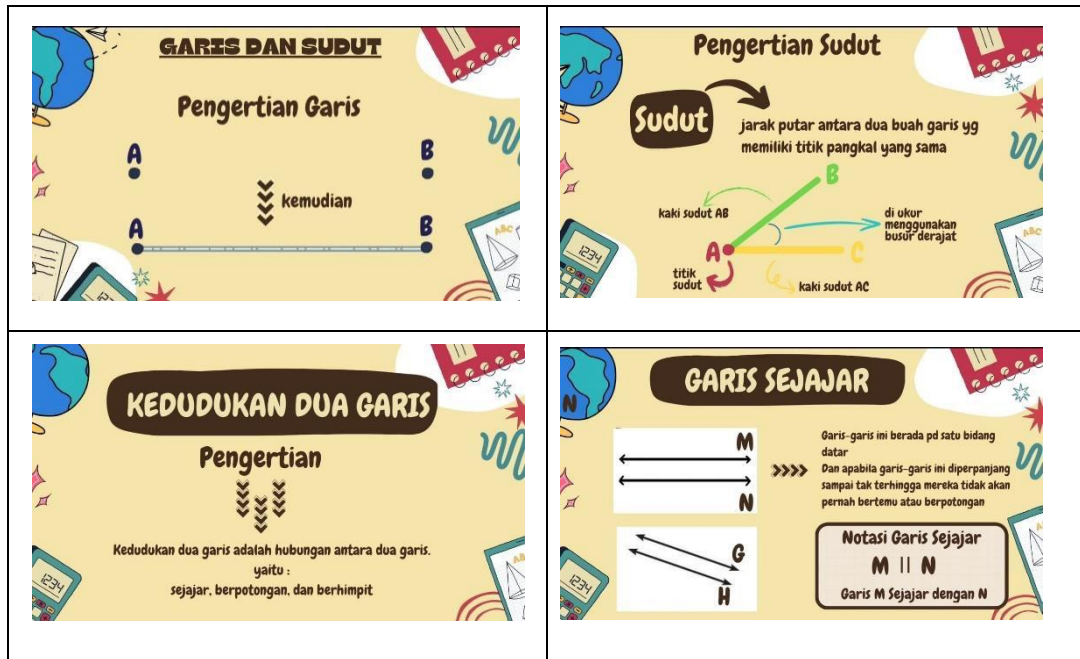 GARIS DAN SUDUT
Pengertian Garis
A
B
kemudian
A
B
1234
ABC
Pengertian Sudut
Sudut
jarak putar antara dua buah garis yg
memiliki titik pangkal yang sama
B
kaki sudut AB
di ukur
menggunakan
busur derajat
A
C
titik
sudut
kaki sudut AC
1234
ABC
KEDUDUKAN DUA GARIS
Pengertian
Kedudukan dua garis adalah hubungan antara dua garis.
yaitu :
sejajar, berpotongan, dan berhimpit
1234
N
GARIS SEJAJAR
M
N
Garis-garis ini berada pd satu bidang
datar
Dan apabila garis-garis ini diperpanjang
sampai tak terhingga mereka tidak akan
pernah bertemu atau berpotongan
G
H
Notasi Garis Sejajar
M || N
Garis M Sejajar dengan N
1234